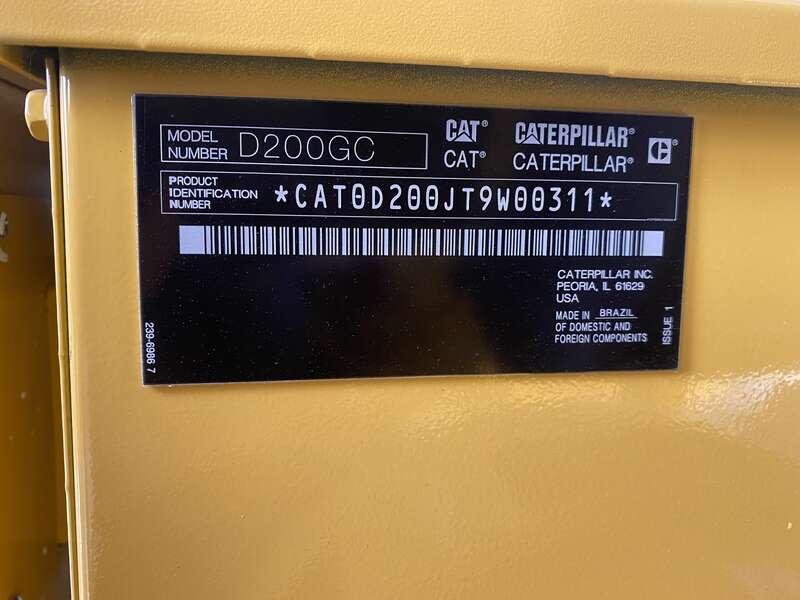 MODEL
NUMBER D200GC
CAT® CATERPILLAR® C
CAT® CATERPILLAR®
PRODUCT
IDENTIFICATION
NUMBER
*CAT0D200JT9W00311*
CATERPILLAR INC.
PEORIA, IL 61629
USA
MADE IN BRAZIL
OF DOMESTIC AND
FOREIGN COMPONENTS
ISSUE 1
239-6986 7